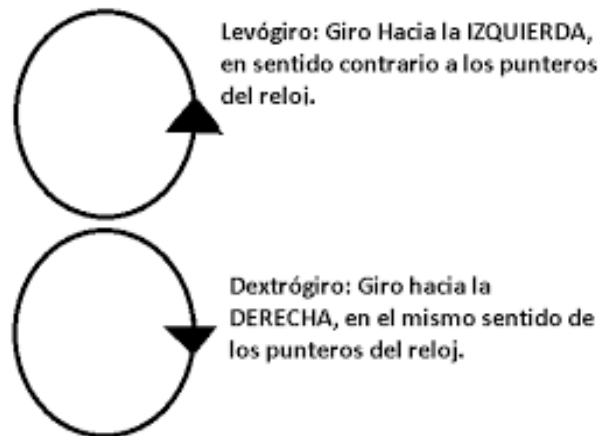 Levógiro: Giro Hacia la IZQUIERDA,
en sentido contrario a los punteros
del reloj.
Dextrógiro: Giro hacia la
DERECHA, en el mismo sentido de
los punteros del reloj.